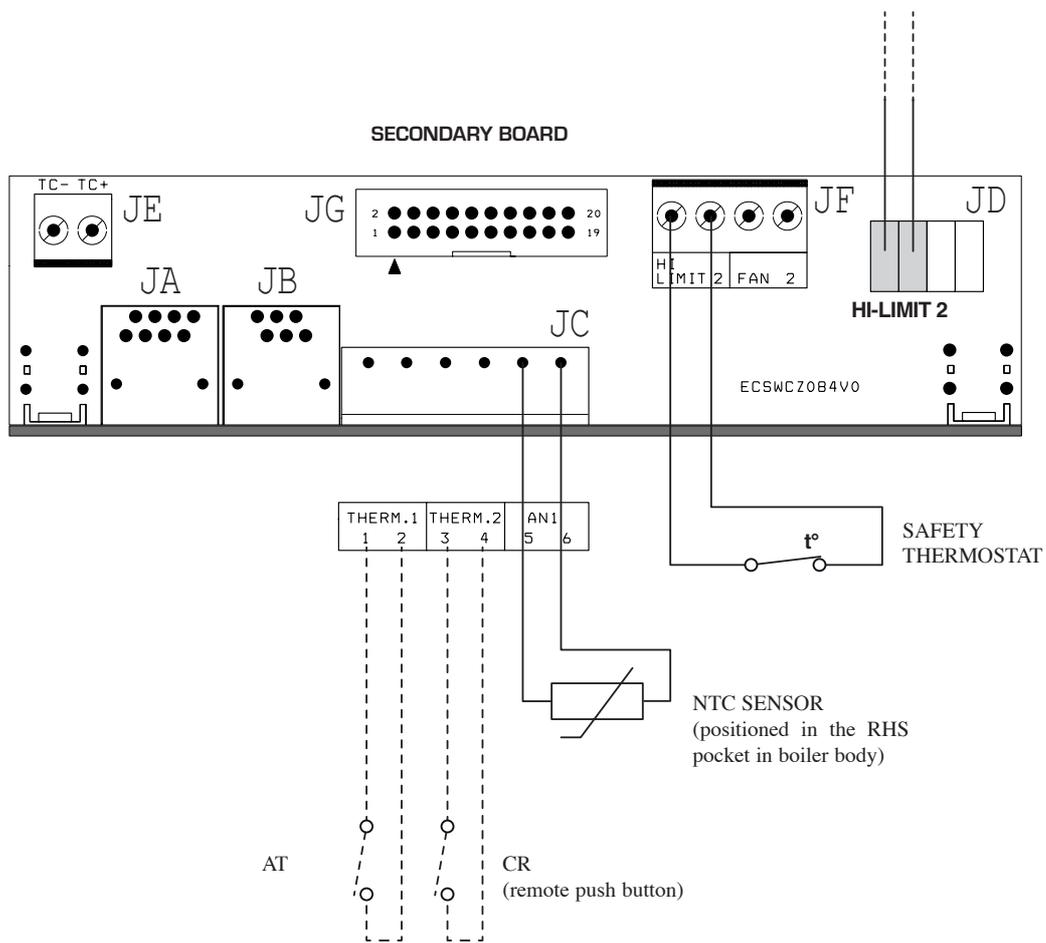 SECONDARY BOARD
TC- TC+
JE
JG
2
20
1
19
JF
JD
HI
LIMIT 2
FAN 2
HI-LIMIT 2
JA
JB
JC
ECSWCZ084V0
THERM.1
THERM.2
AN1
1
2
3
4
5
6
t°
SAFETY
THERMOSTAT
NTC SENSOR
(positioned in the RHS
pocket in boiler body)
AT
CR
(remote push button)